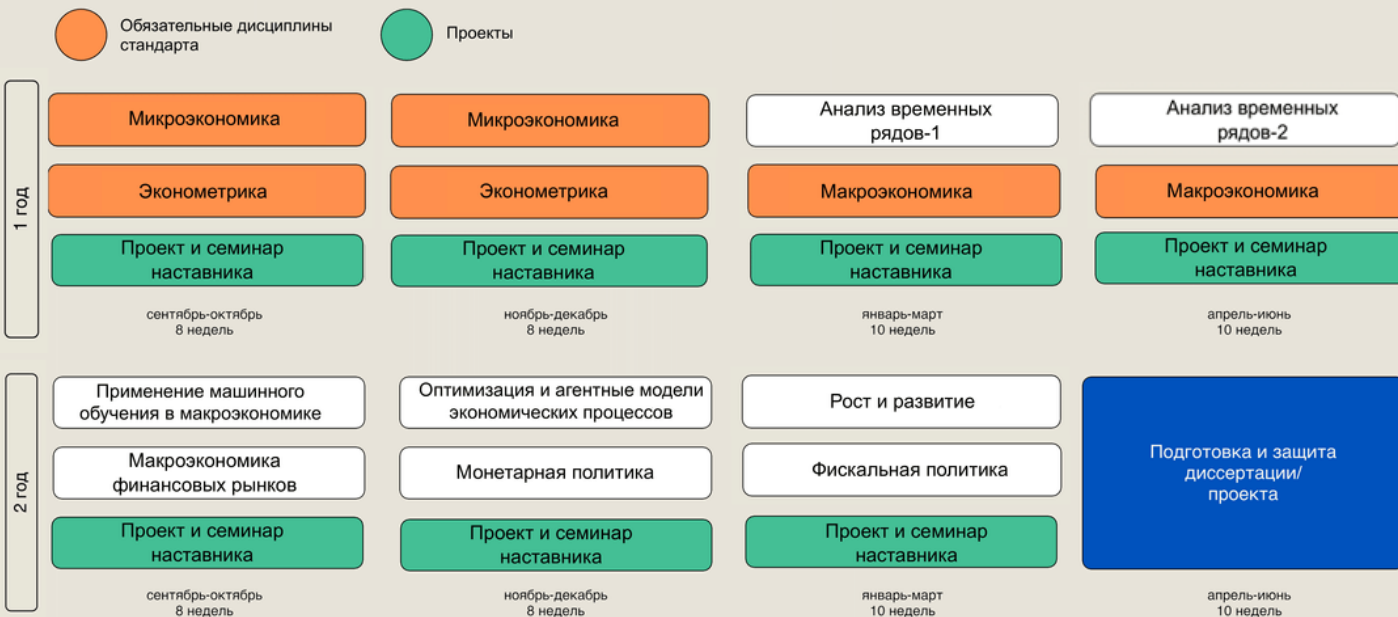 Обязательные дисциплины
стандарта
Проекты
1 год
Микроэкономика
Микроэкономика
Анализ временных
рядов-1
Анализ временных
рядов-2
Эконометрика
Эконометрика
Макроэкономика
Макроэкономика
Проект и семинар
наставника
Проект и семинар
наставника
Проект и семинар
наставника
Проект и семинар
наставника
сентябрь-октябрь
8 недель
ноябрь-декабрь
8 недель
январь-март
10 недель
апрель-июнь
10 недель
2 год
Применение машинного
обучения в макроэкономике
Оптимизация и агентные модели
экономических процессов
Рост и развитие
Подготовка и защита
диссертации/
проекта
Макроэкономика
финансовых рынков
Монетарная политика
Фискальная политика
Проект и семинар
наставника
Проект и семинар
наставника
Проект и семинар
наставника
сентябрь-октябрь
8 недель
ноябрь-декабрь
8 недель
январь-март
10 недель
апрель-июнь
10 недель